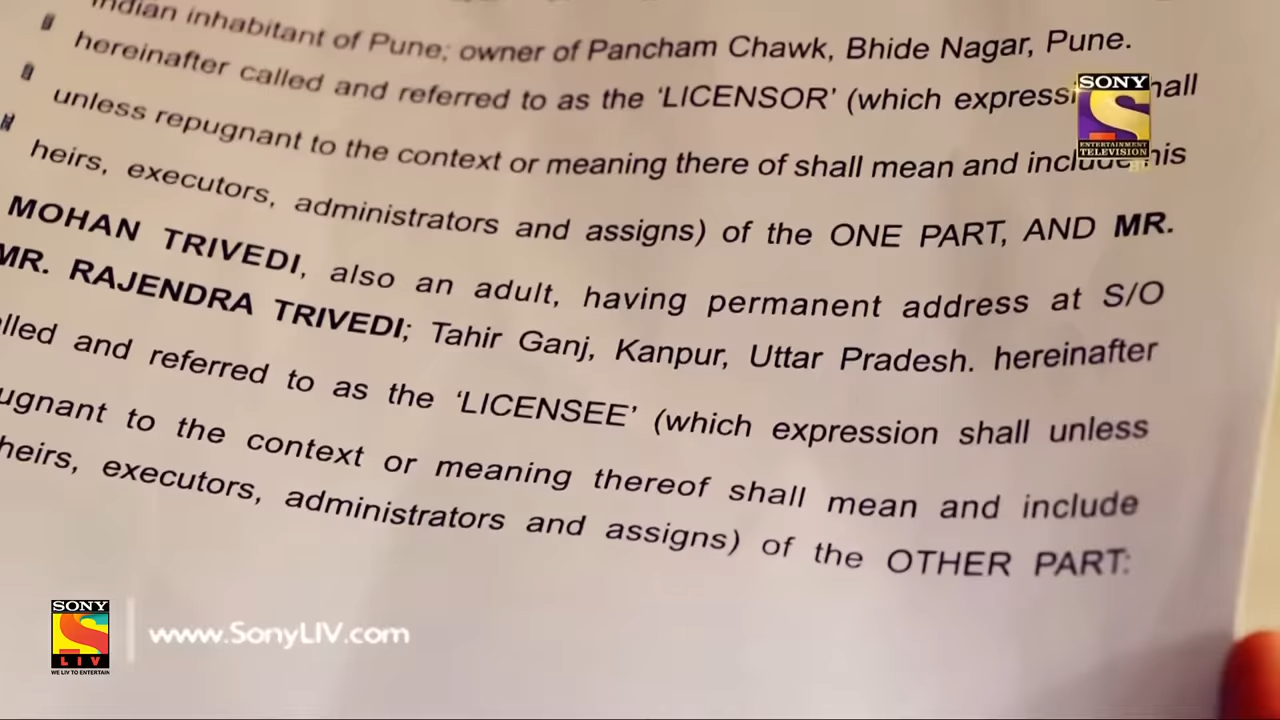 Indian inhabitant of Pune; owner of Pancham Chawk, Bhide Nagar, Pune.
hereinafter called and referred to as the ‘LICENSOR’ (which expressi hall
unless repugnant to the context or meaning there of shall mean and include his
heirs, executors, administrators and assigns) of the ONE PART, AND MR.
MOHAN TRIVEDI, also an adult, having permanent address at S/O
MR. RAJENDRA TRIVEDI; Tahir Ganj, Kanpur, Uttar Pradesh. hereinafter
lled and referred to as the ‘LICENSEE’ (which expression shall unless
ugnant to the context or meaning thereof shall mean and include
heirs, executors, administrators and assigns) of the OTHER PART:
SONY
ENTERTAINMENT
TELEVISION
SONY
LIV
WE LIV TO ENTERTAIN
www.SonyLIV.com